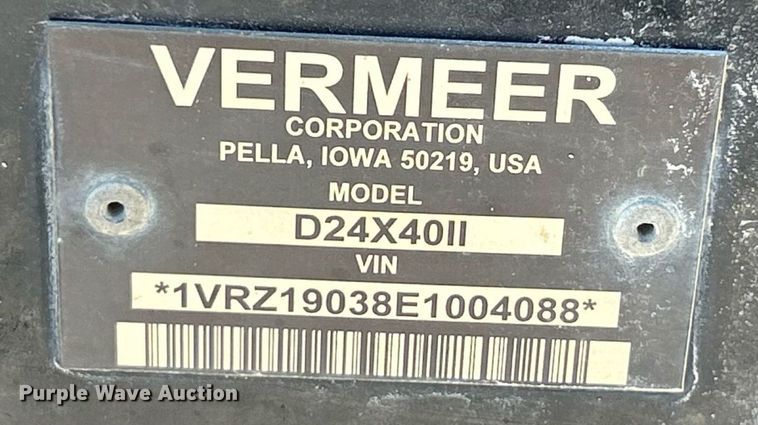 VERMEER
CORPORATION
PELLA, IOWA 50219, USA
MODEL
D24X40II
VIN
*1VRZ19038E1004088*
Purple Wave Auction